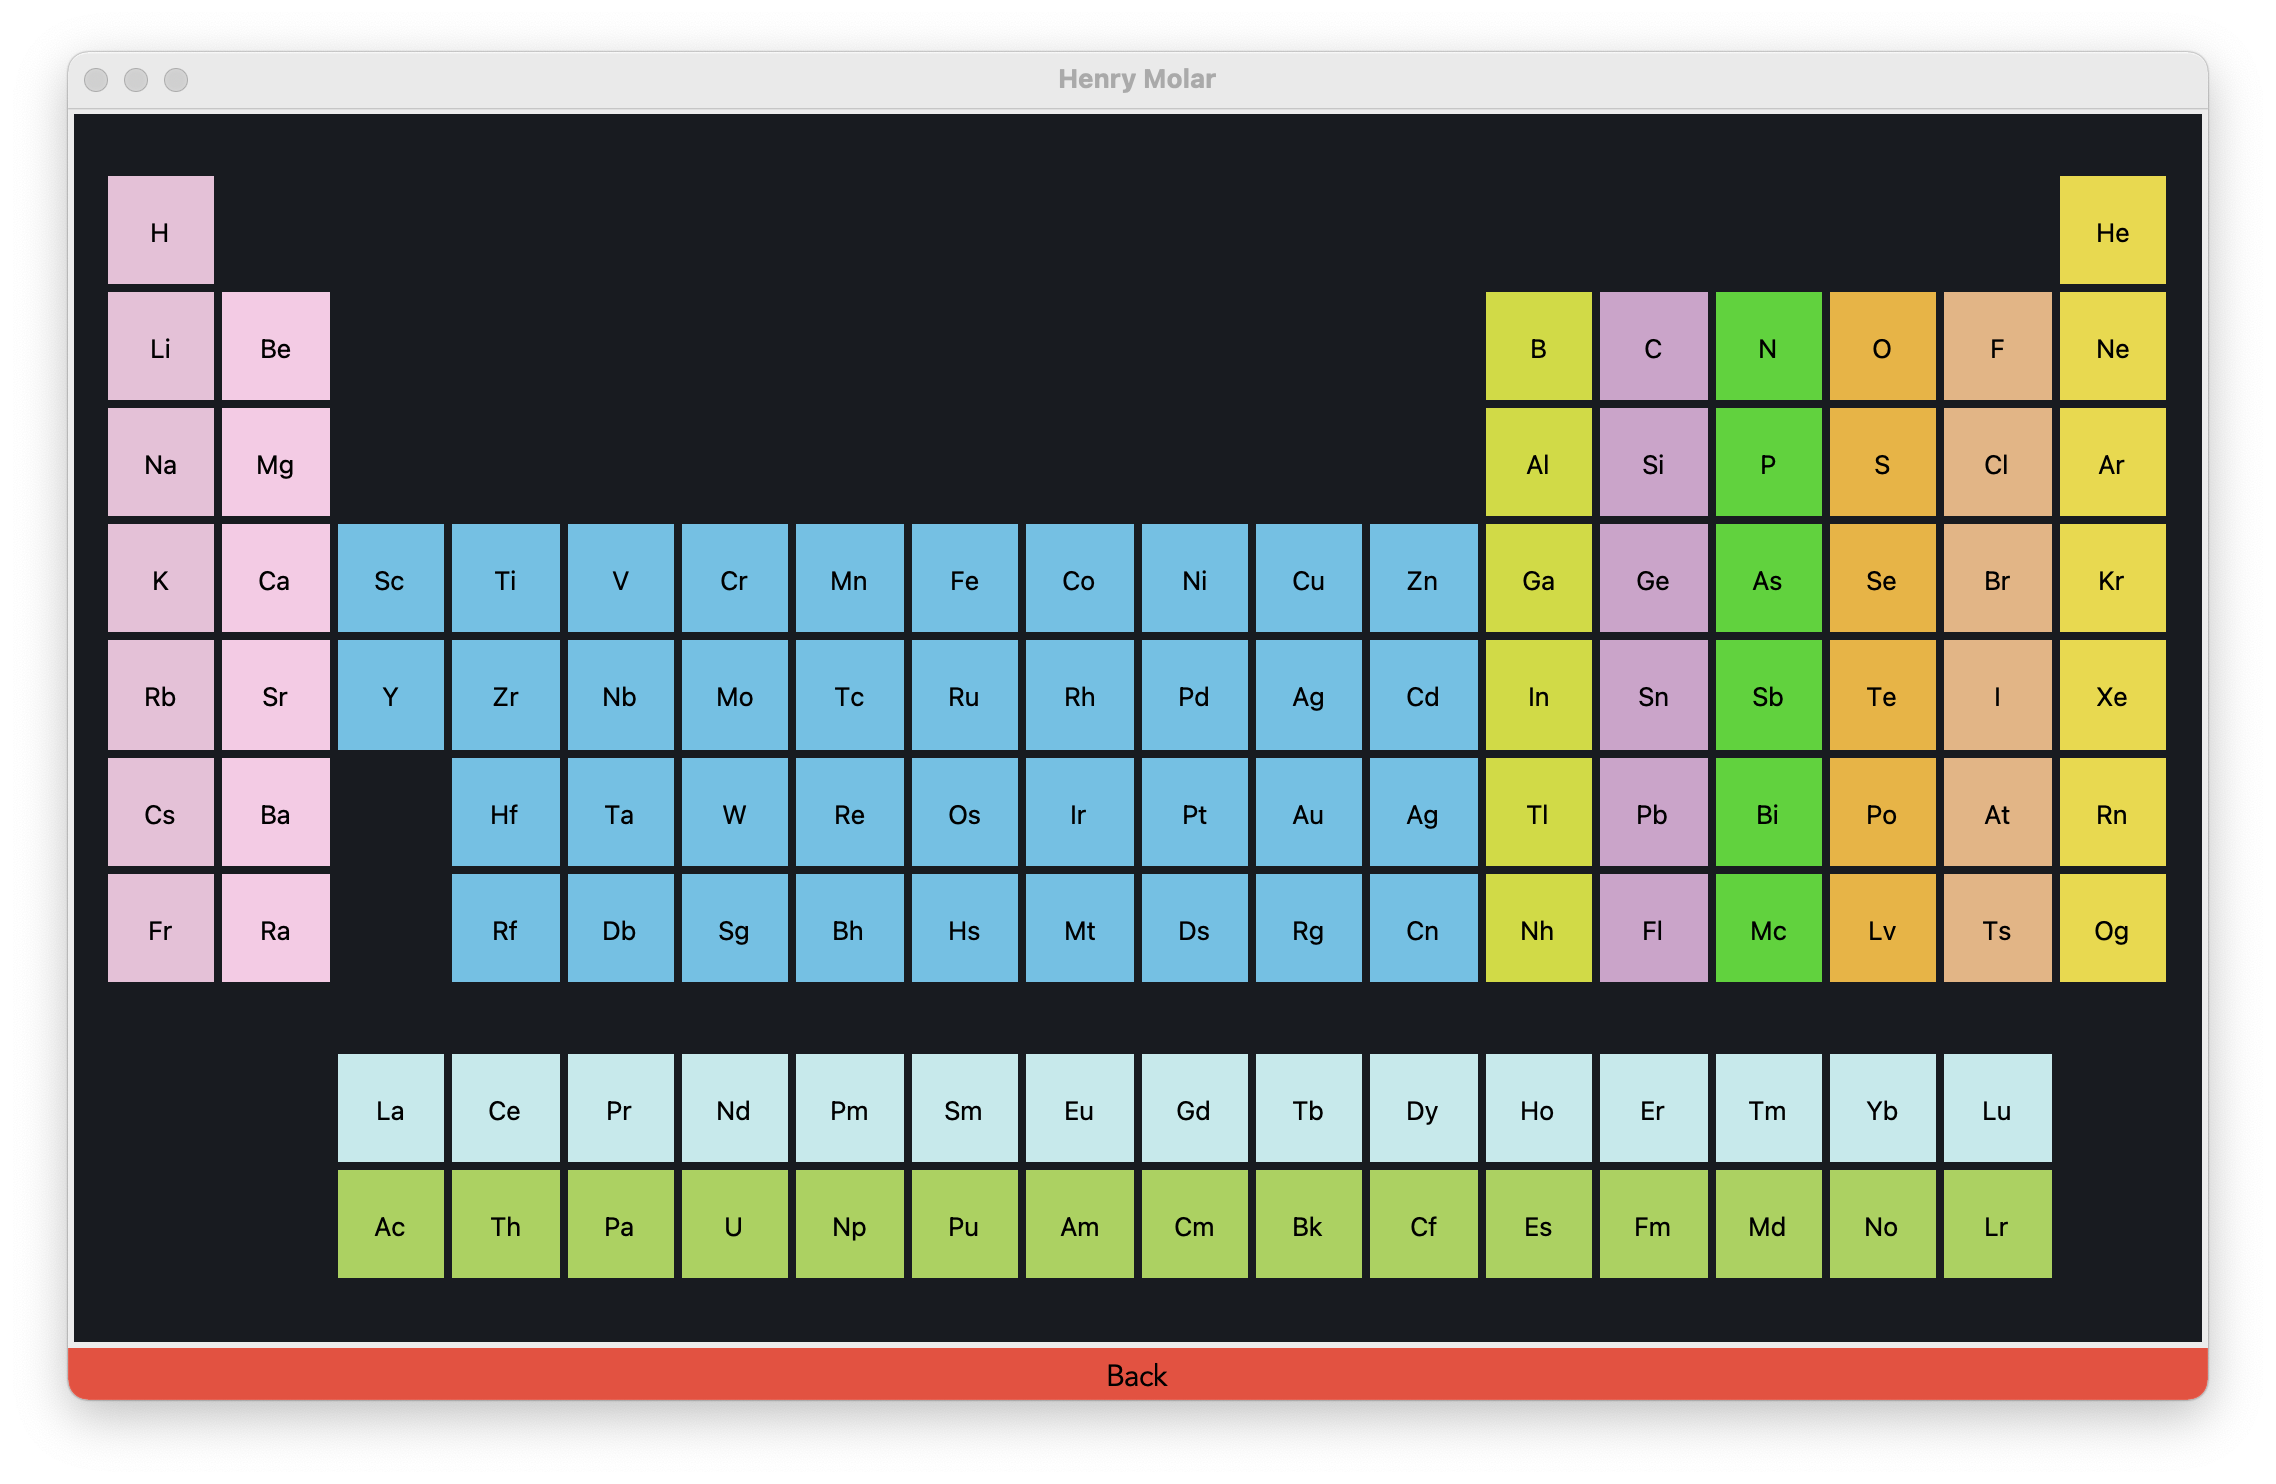 Henry Molar
H He
Li Be B C N O F Ne
Na Mg Al Si P S Cl Ar
K Ca Sc Ti V Cr Mn Fe Co Ni Cu Zn Ga Ge As Se Br Kr
Rb Sr Y Zr Nb Mo Tc Ru Rh Pd Ag Cd In Sn Sb Te I Xe
Cs Ba Hf Ta W Re Os Ir Pt Au Ag Tl Pb Bi Po At Rn
Fr Ra Rf Db Sg Bh Hs Mt Ds Rg Cn Nh Fl Mc Lv Ts Og
La Ce Pr Nd Pm Sm Eu Gd Tb Dy Ho Er Tm Yb Lu
Ac Th Pa U Np Pu Am Cm Bk Cf Es Fm Md No Lr
Back